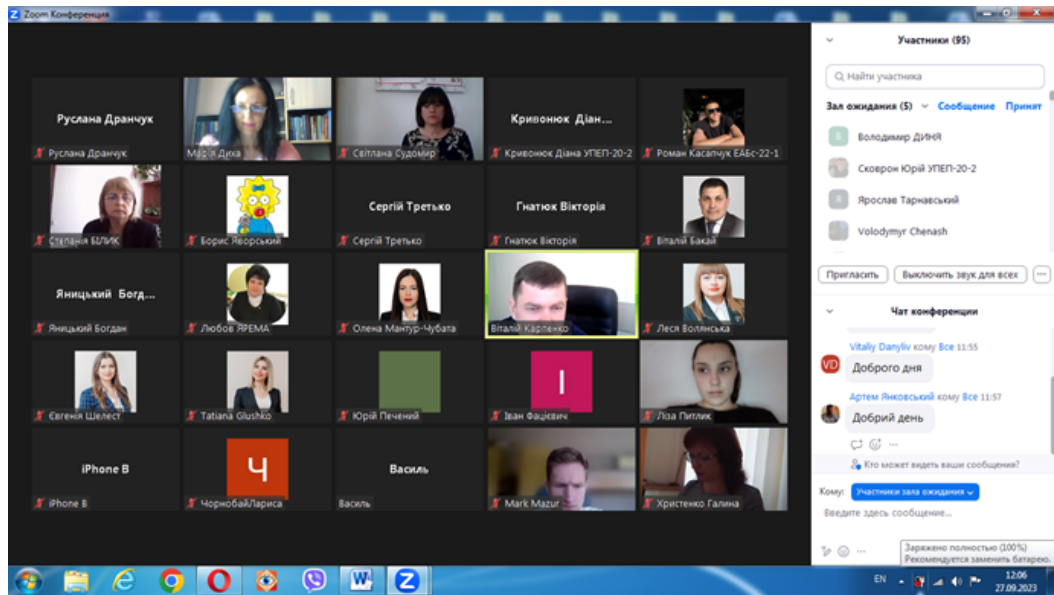 Zoom Конференция
Руслана Дранчук
Руслана Дранчук
Марія Диха
Світлана Судомир
Кривонюк Діан...
Кривонюк Діана УПЕП-20-2
Роман Касапчук ЕАБс-22-1
Степанія БІЛИК
Борис Яворський
Сергій Третько
Сергій Третько
Гнатюк Вікторія
Гнатюк Вікторія
Віталій Бакай
Яницький Богд...
Яницький Богдан
Любов ЯРЕМА
Олена Мантур-Чубата
Віталій Карпенко
Леся Волянська
Євгенія Шелест
Tatiana Glushko
Юрій Печений
І
Іван Фацієвич
Ліза Питлик
iPhone B
iPhone B
Ч
ЧорнобайЛариса
Василь
Василь
Mark Mazur
Христенко Галина
Участники (95)
Найти участника
Зал ожидания (5) Сообщение Принят
Володимир ДИНЯ
Сковрон Юрій УПЕП-20-2
Ярослав Тарнавський
Volodymyr Chenash
Пригласить Выключить звук для всех ...
Чат конференции
Vitaliy Danyliv кому Все 11:55
VD
Доброго дня
Артем Янковський кому Все 11:57
Добрий день
Кто может видеть ваши сообщения?
Кому: Участники зала ожидания
Введите здесь сообщение...
Заряжено полностью (100%)
Рекомендуется заменить батарею.
EN
12:06
27.09.2023